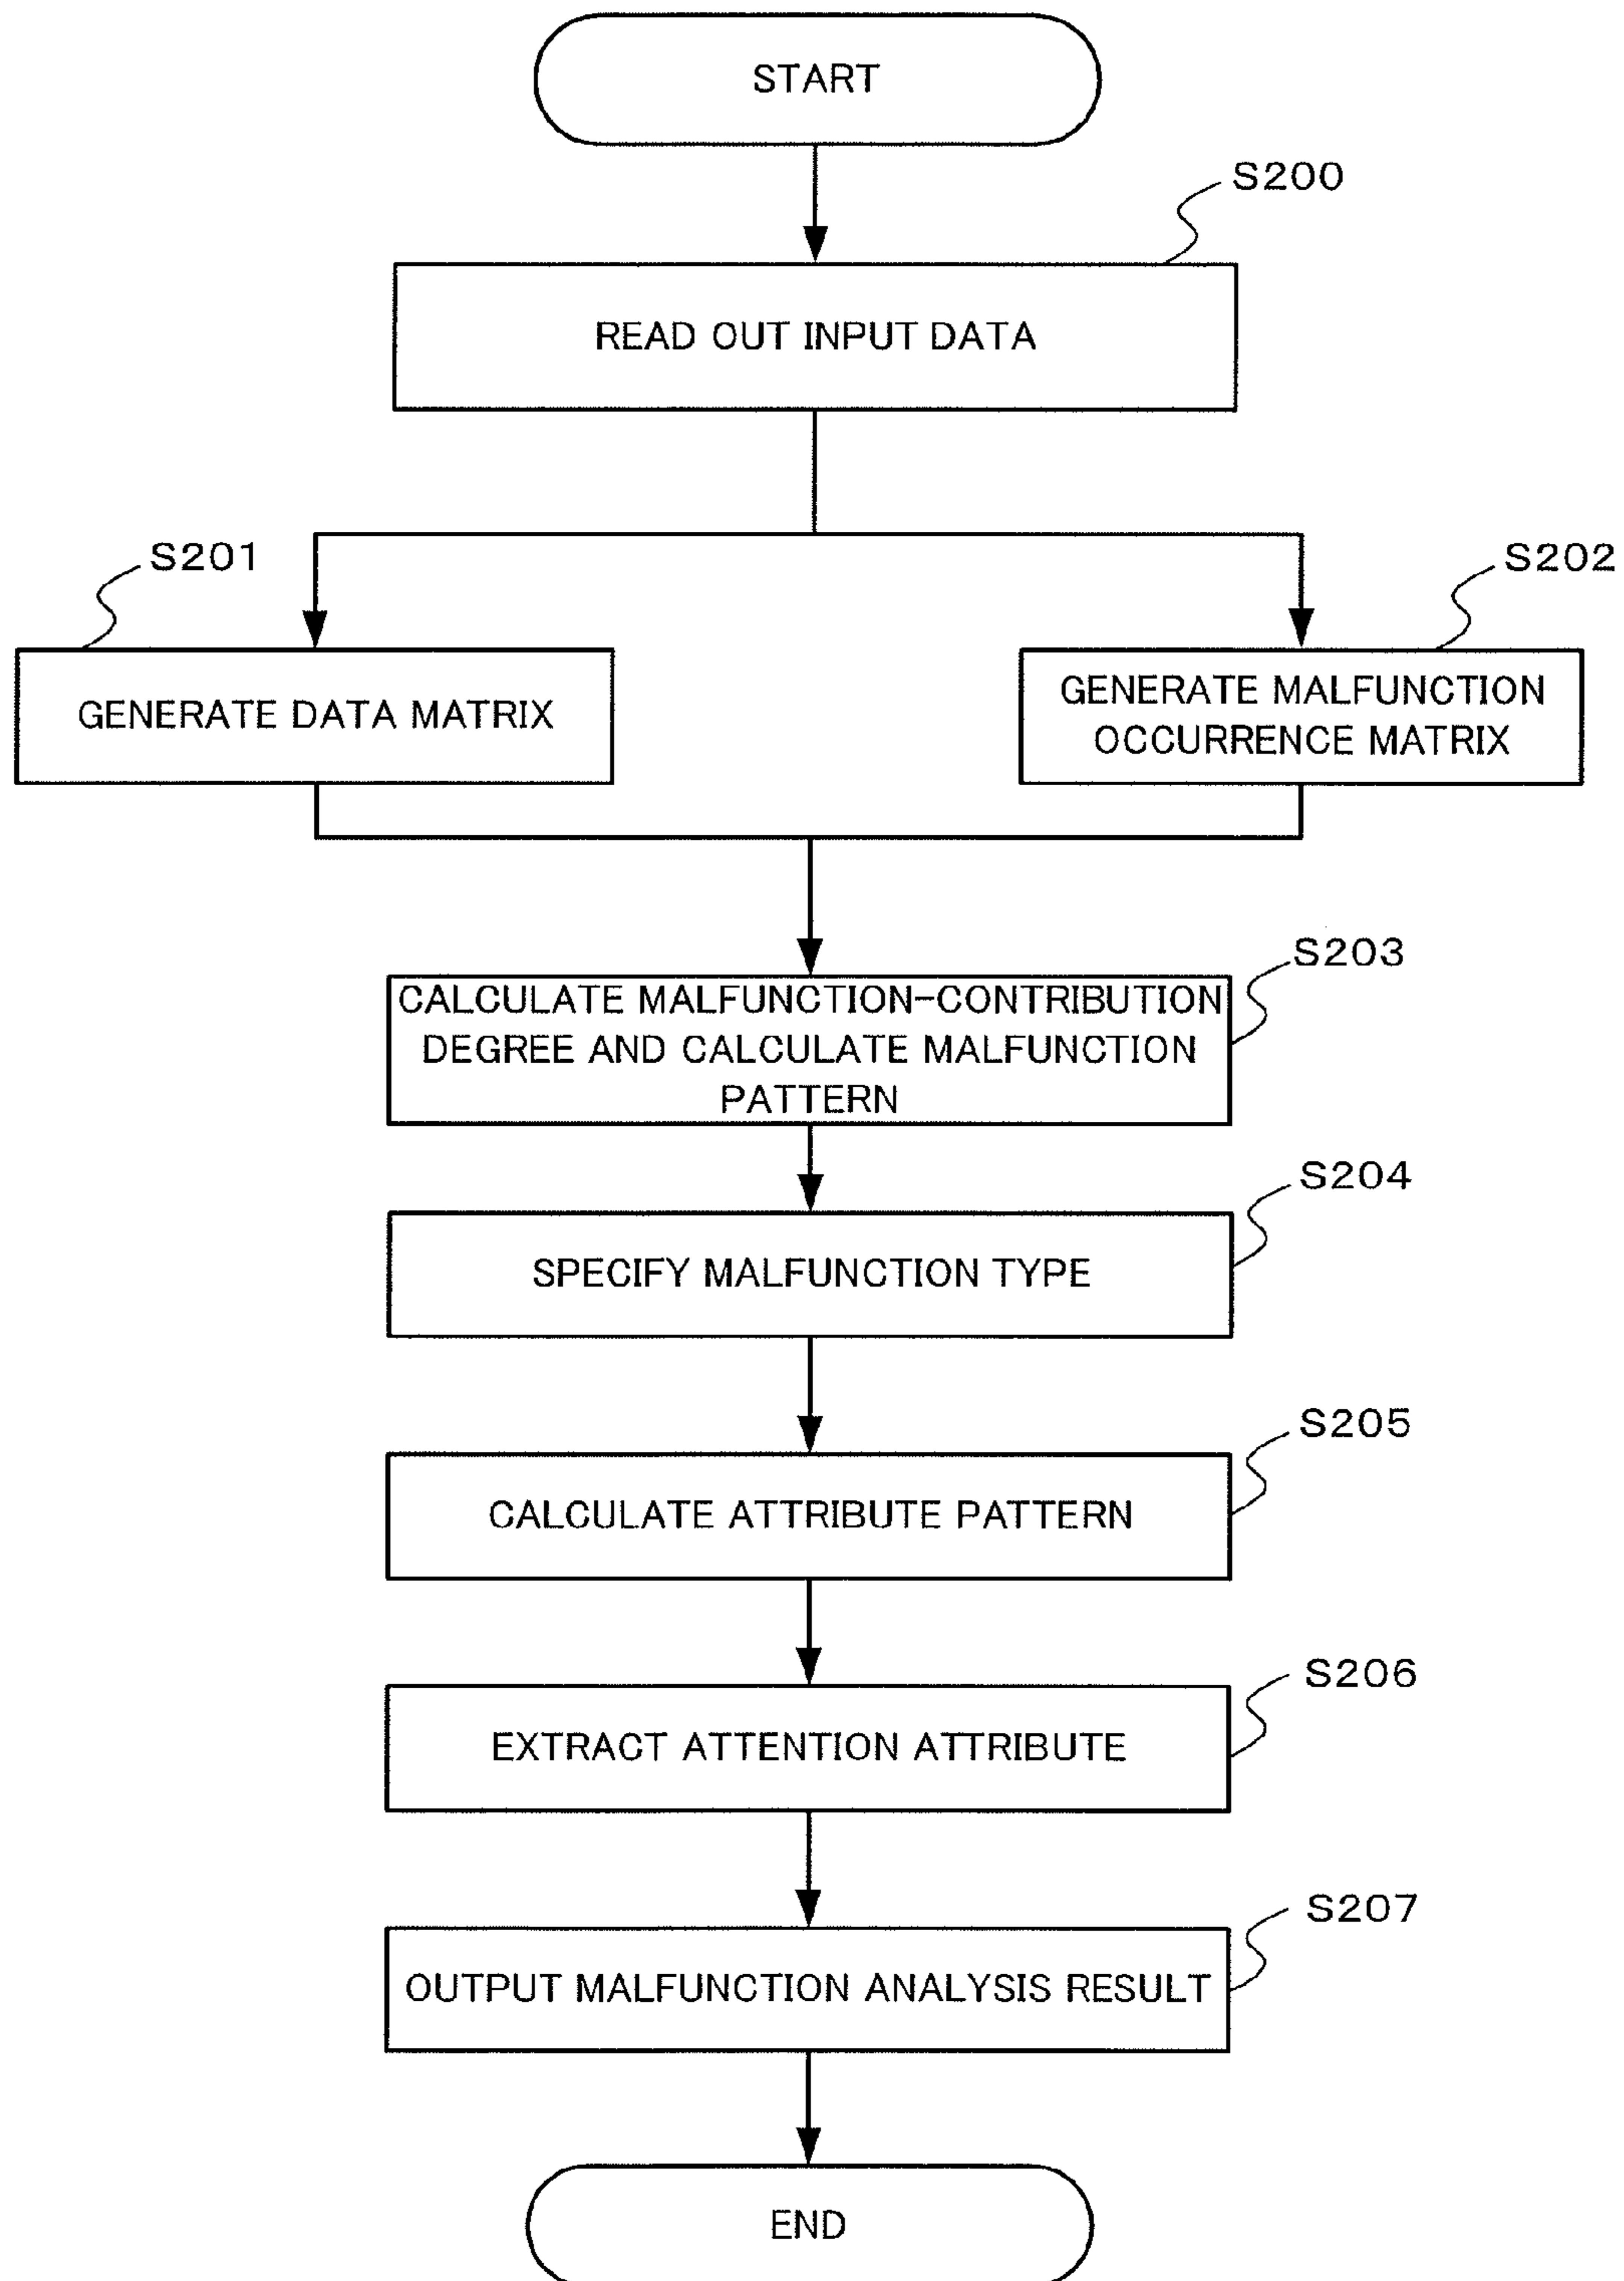 START
S200
READ OUT INPUT DATA
S201
S202
GENERATE DATA MATRIX
GENERATE MALFUNCTION
OCCURRENCE MATRIX
S203
CALCULATE MALFUNCTION-CONTRIBUTION
DEGREE AND CALCULATE MALFUNCTION
PATTERN
S204
SPECIFY MALFUNCTION TYPE
S205
CALCULATE ATTRIBUTE PATTERN
S206
EXTRACT ATTENTION ATTRIBUTE
S207
OUTPUT MALFUNCTION ANALYSIS RESULT
END